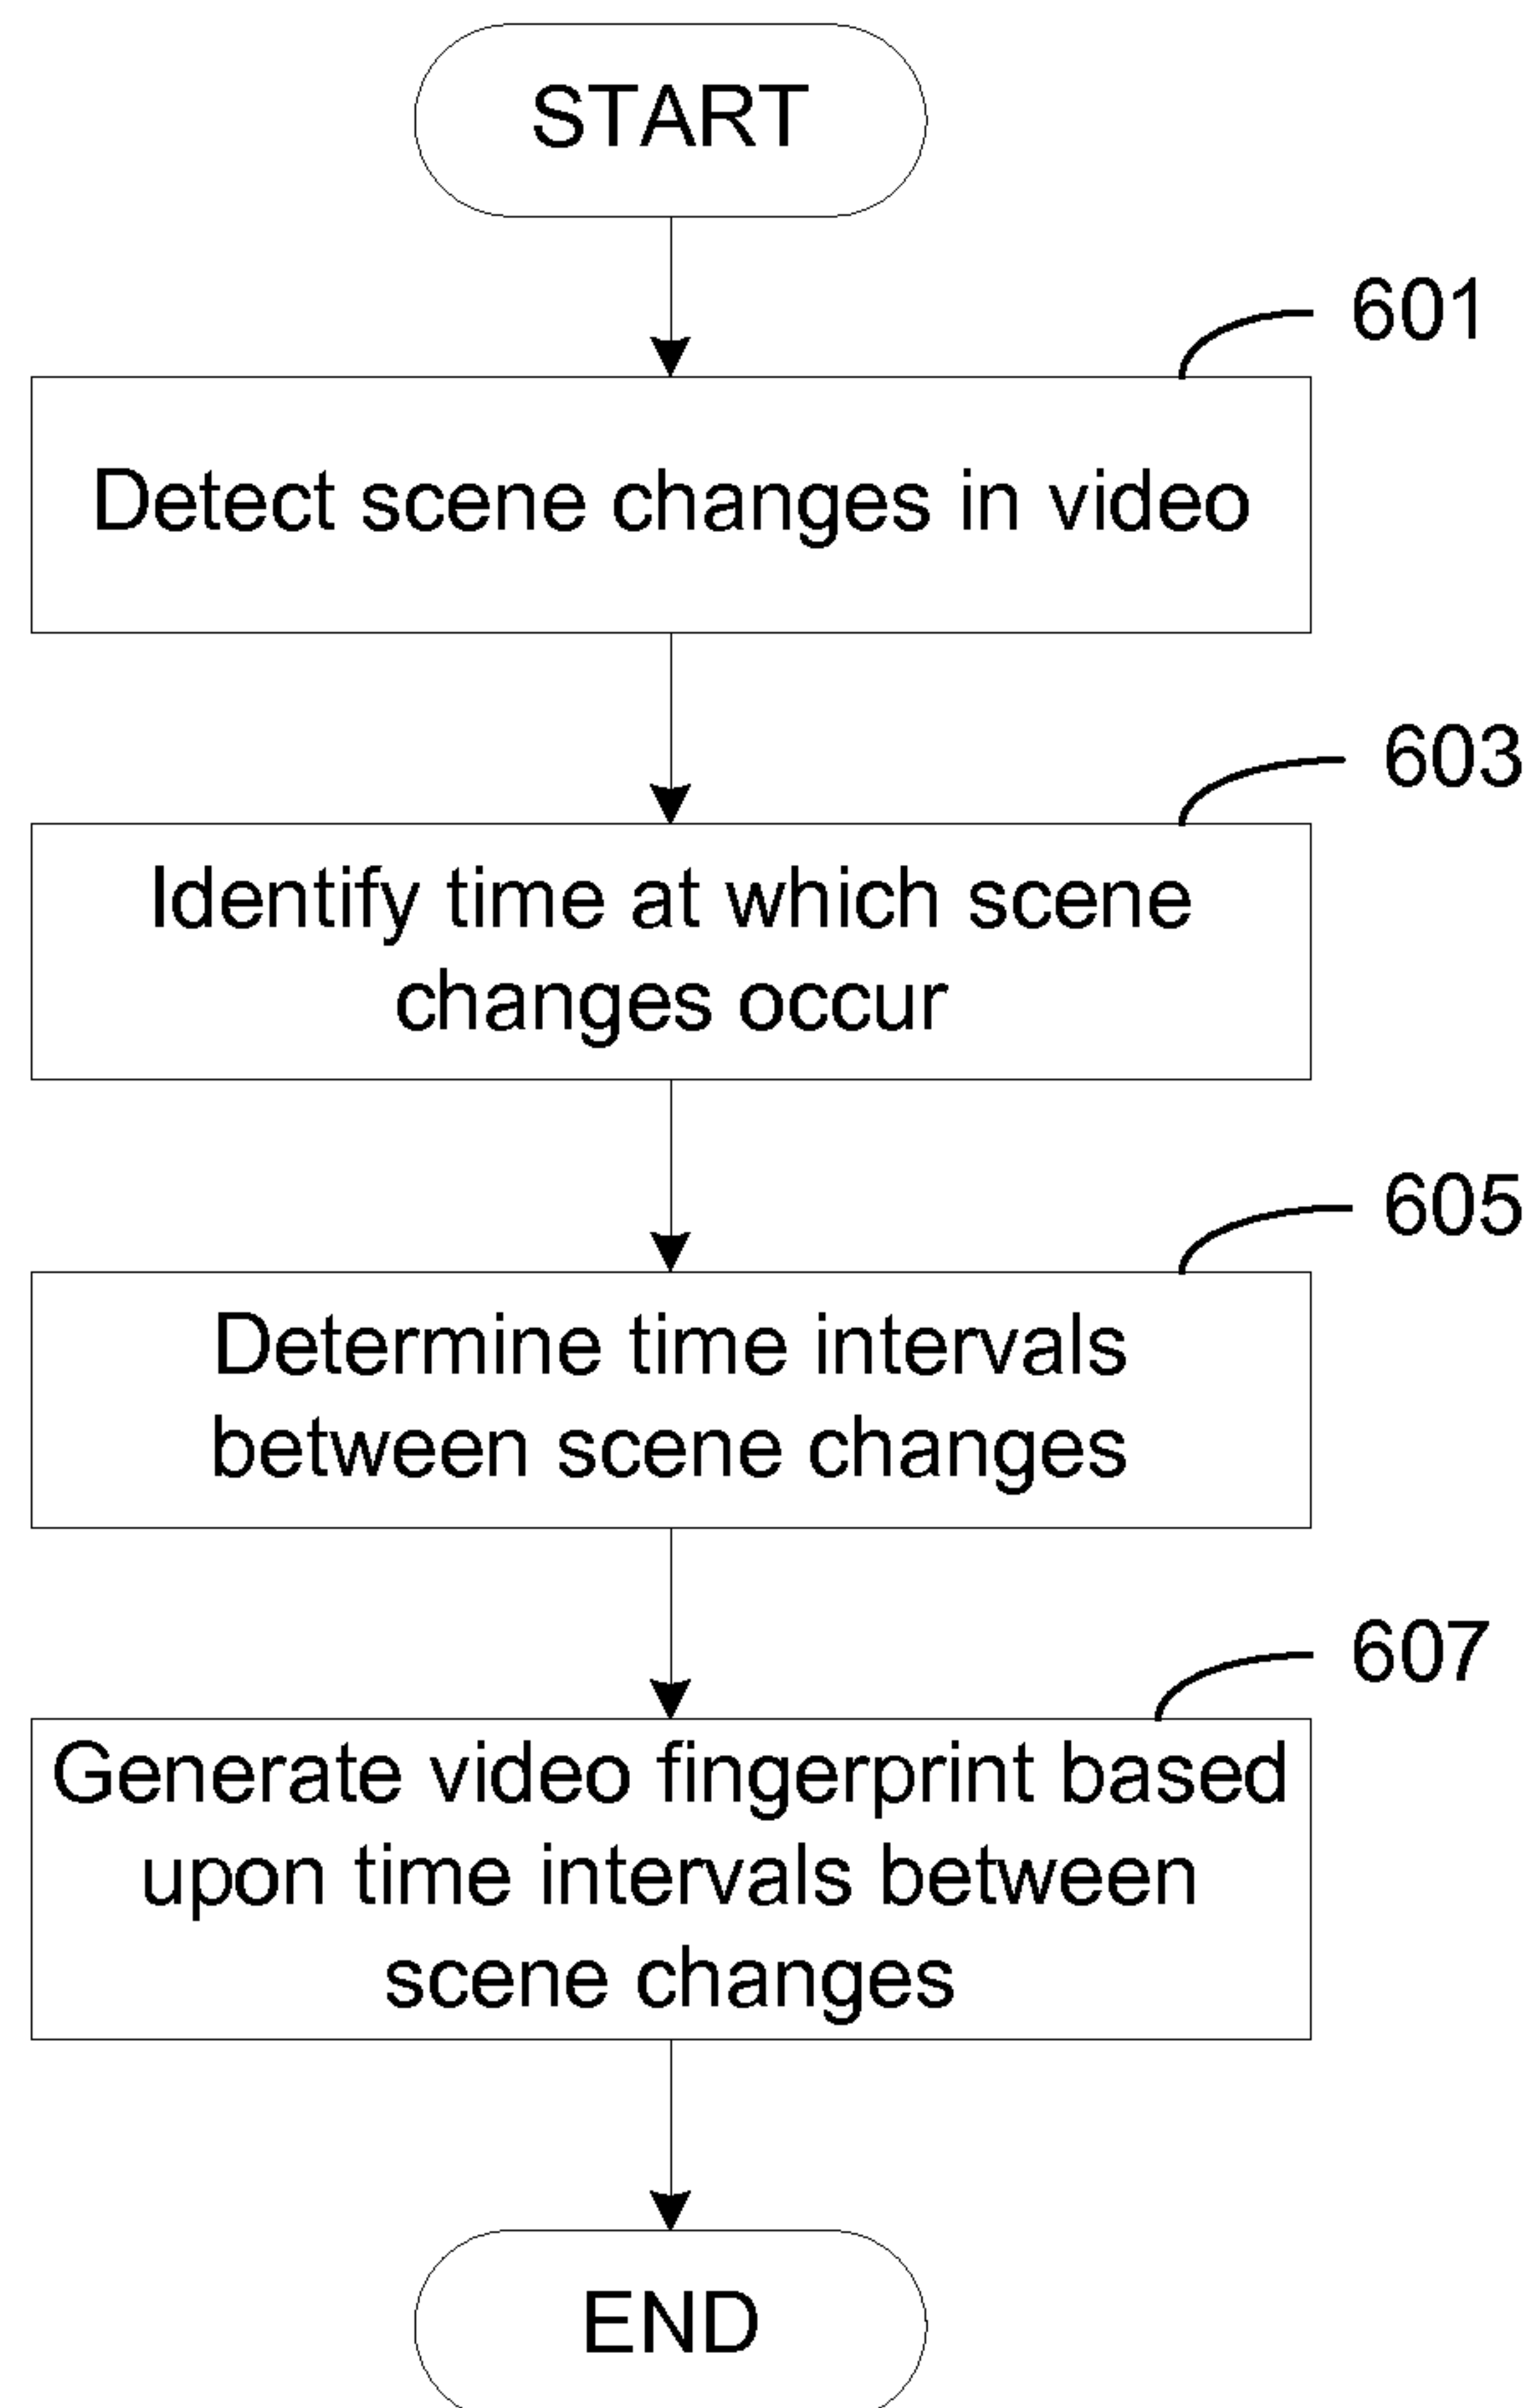 START
601
Detect scene changes in video
603
Identify time at which scene
changes occur
605
Determine time intervals
between scene changes
607
Generate video fingerprint based
upon time intervals between
scene changes
END